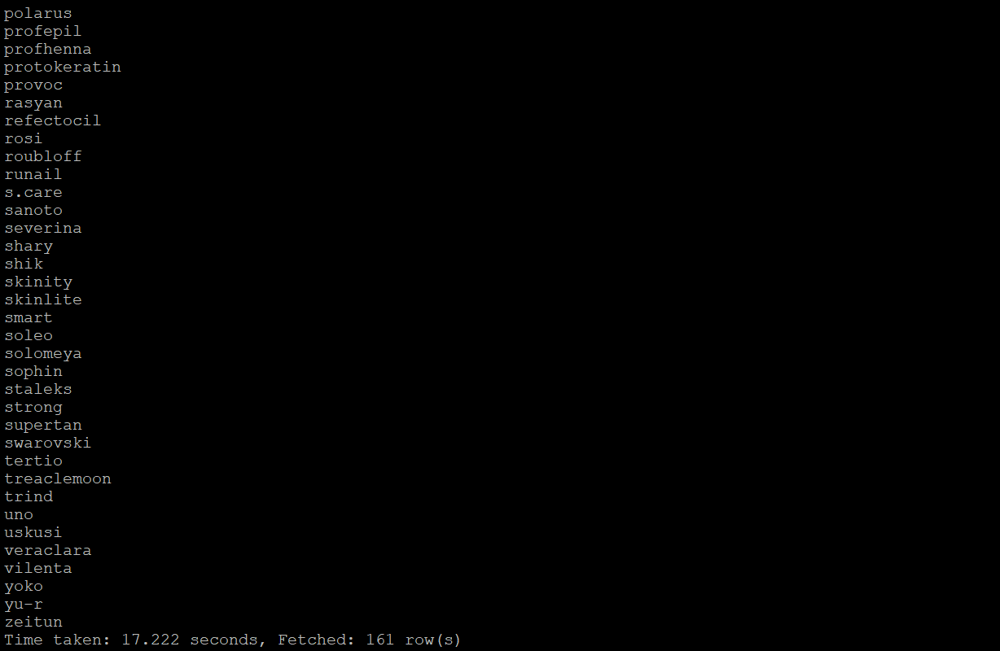 polarus
profepil
profhenna
protokeratin
provoc
rasyan
refectocil
rosi
roubloff
runail
s.care
sanoto
severina
shary
shik
skinity
skinlite
smart
soleo
solomeya
sophin
staleks
strong
supertan
swarovski
tertio
treaclemoon
trind
uno
uskusi
veraclara
vilenta
yoko
yu-r
zeitun
Time taken: 17.222 seconds, Fetched: 161 row(s)